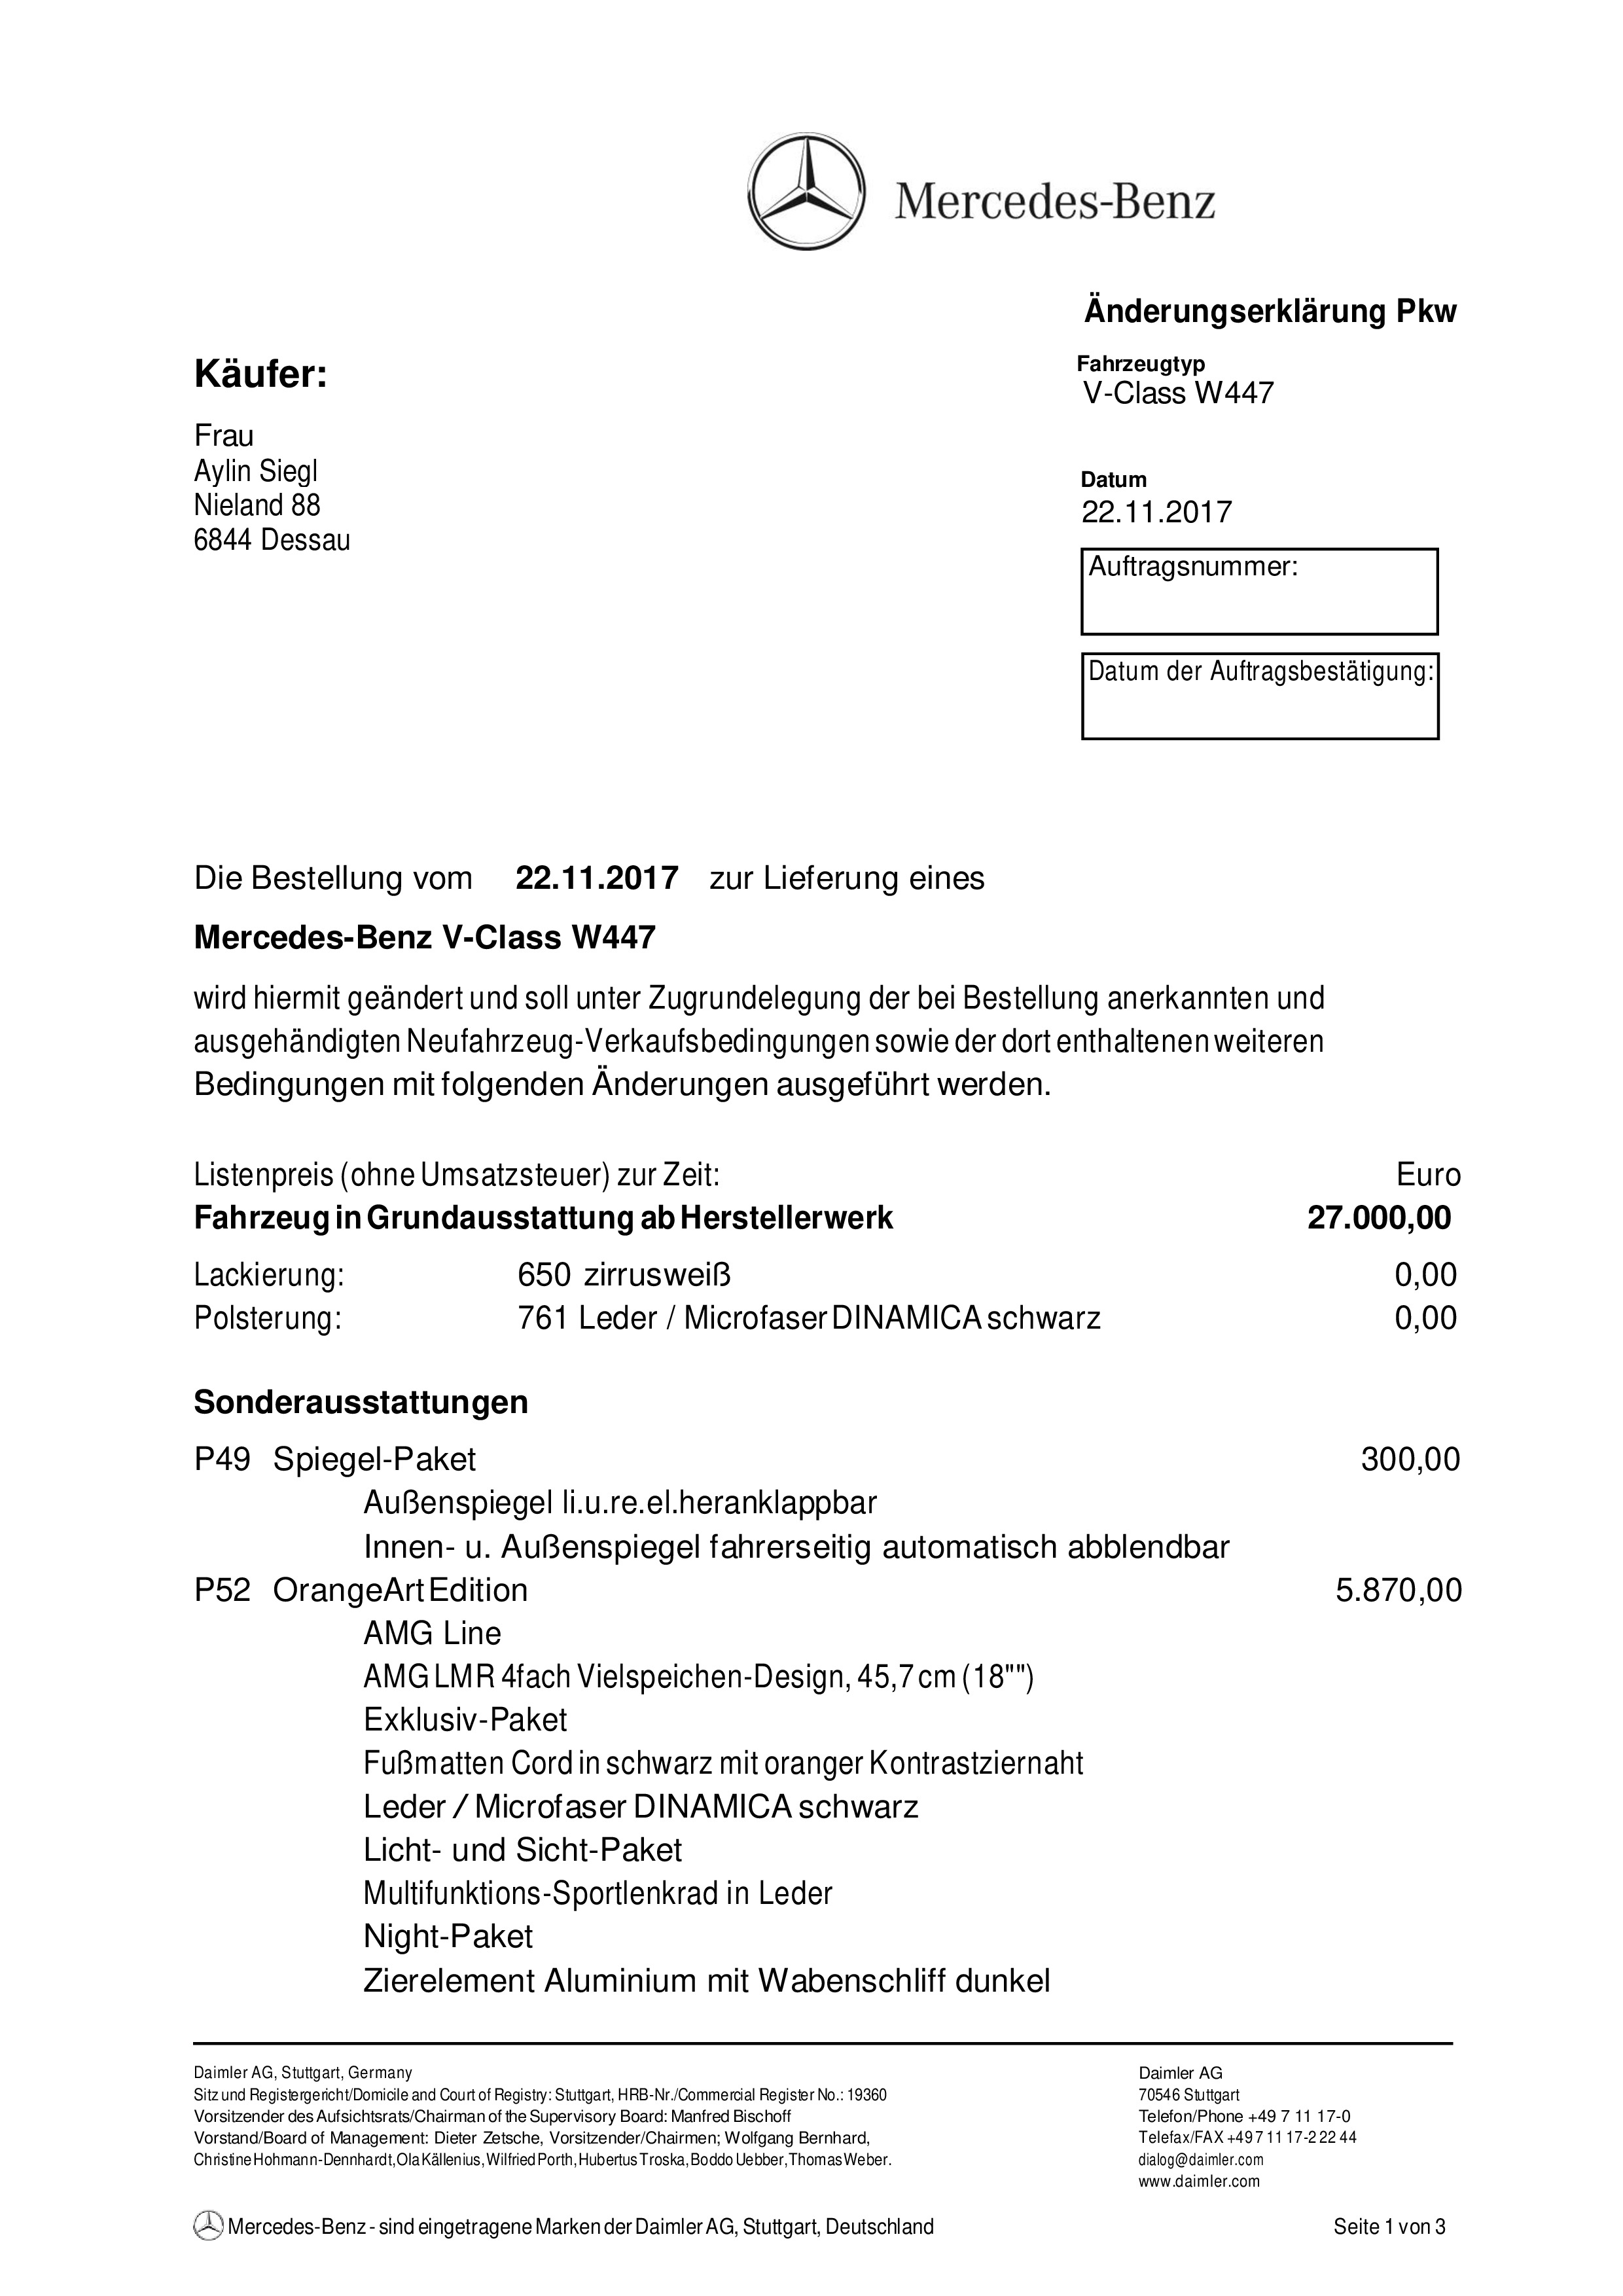 Mercedes-Benz
Änderungserklärung Pkw
Käufer:
Fahrzeugtyp
V-Class W447
Frau
Aylin Siegl
Nieland 88
6844 Dessau
Datum
22.11.2017
Auftragsnummer:
Datum der Auftragsbestätigung:
Die Bestellung vom 22.11.2017 zur Lieferung eines
Mercedes-Benz V-Class W447
wird hiermit geändert und soll unter Zugrundelegung der bei Bestellung anerkannten und
ausgehändigten Neufahrzeug-Verkaufsbedingungen sowie der dort enthaltenen weiteren
Bedingungen mit folgenden Änderungen ausgeführt werden.
Listenpreis (ohne Umsatzsteuer) zur Zeit: Euro
Fahrzeug in Grundausstattung ab Herstellerwerk 27.000,00
Lackierung: 650 zirrusweiß 0,00
Polsterung: 761 Leder / Microfaser DINAMICA schwarz 0,00
Sonderausstattungen
P49 Spiegel-Paket 300,00
Außenspiegel li.u.re.el.heranklappbar
Innen- u. Außenspiegel fahrerseitig automatisch abblendbar
P52 OrangeArt Edition 5.870,00
AMG Line
AMG LMR 4fach Vielspeichen-Design, 45,7 cm (18"")
Exklusiv-Paket
Fußmatten Cord in schwarz mit oranger Kontrastziernaht
Leder / Microfaser DINAMICA schwarz
Licht- und Sicht-Paket
Multifunktions-Sportlenkrad in Leder
Night-Paket
Zierelement Aluminium mit Wabenschliff dunkel
Daimler AG, Stuttgart, Germany
Sitz und Registergericht/Domicile and Court of Registry: Stuttgart, HRB-Nr./Commercial Register No.: 19360
Vorsitzender des Aufsichtsrats/Chairman of the Supervisory Board: Manfred Bischoff
Vorstand/Board of Management: Dieter Zetsche, Vorsitzender/Chairmen; Wolfgang Bernhard,
Christine Hohmann-Dennhardt, Ola Källenius, Wilfried Porth, Hubertus Troska, Boddo Uebber, Thomas Weber.
Daimler AG
70546 Stuttgart
Telefon/Phone +49 7 11 17-0
Telefax/FAX +49 7 11 17-2 22 44
dialog@daimler.com
www.daimler.com
Mercedes-Benz - sind eingetragene Marken der Daimler AG, Stuttgart, Deutschland Seite 1 von 3